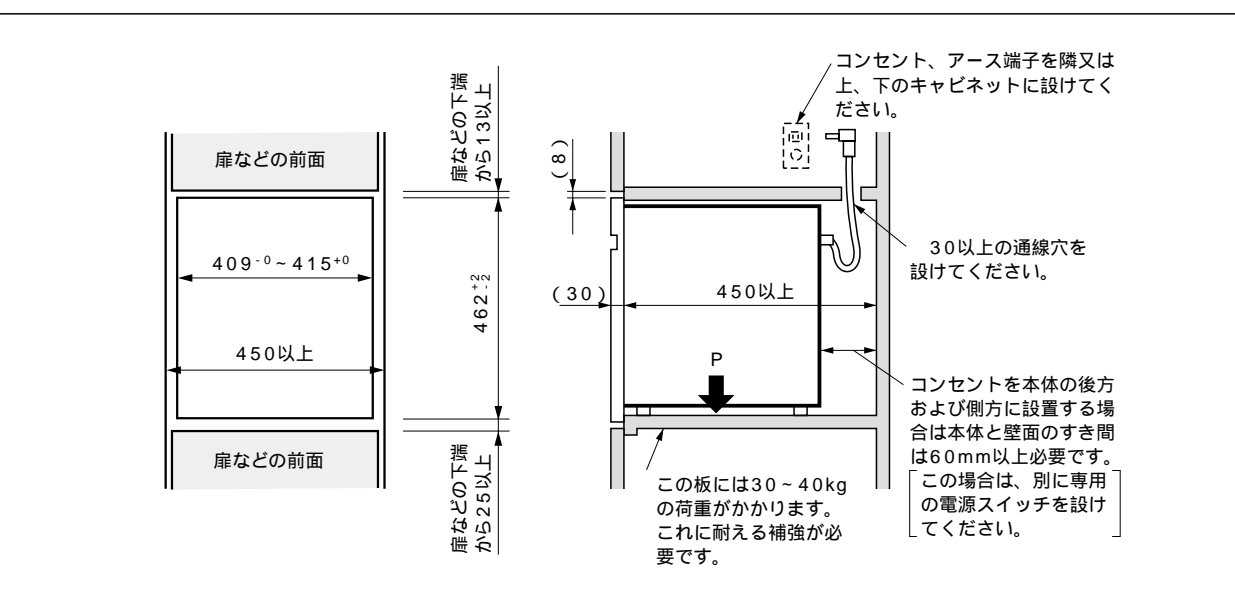 扉などの前面
409⁻⁰~415⁺⁰
450以上
扉などの前面
扉などの下端
から13以上
462⁺²₋₂
扉などの下端
から25以上
コンセント、アース端子を隣又は
上、下のキャビネットに設けてく
ださい。
(8)
30以上の通線穴を
設けてください。
(30)
450以上
P
コンセントを本体の後方
および側方に設置する場
合は本体と壁面のすき間
は60mm以上必要です。
この場合は、別に専用
の電源スイッチを設け
てください。
この板には30~40kg
の荷重がかかります。
これに耐える補強が必
要です。